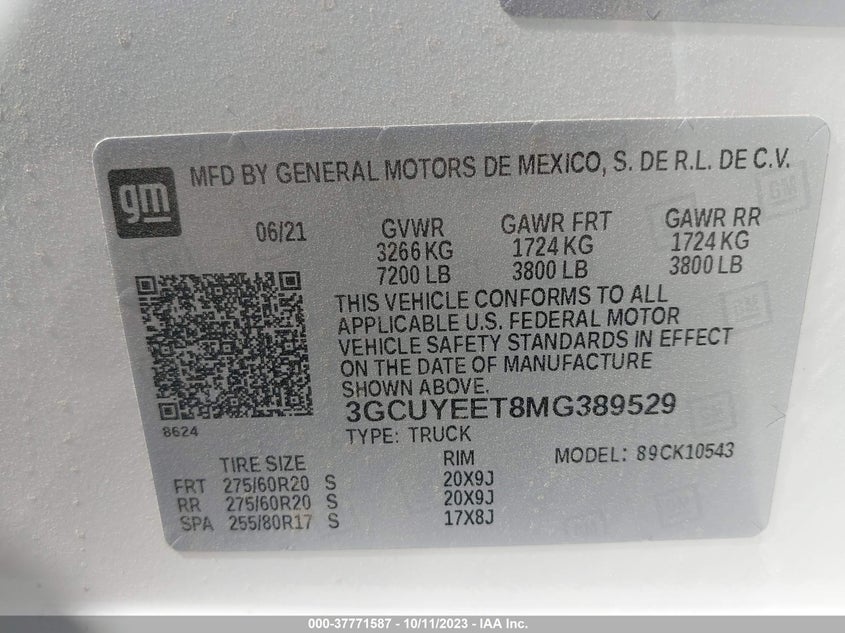 gm
MFD BY GENERAL MOTORS DE MEXICO, S. DE R.L. DE C.V.
06/21 GVWR GAWR FRT GAWR RR
3266 KG 1724 KG 1724 KG
7200 LB 3800 LB 3800 LB
THIS VEHICLE CONFORMS TO ALL
APPLICABLE U.S. FEDERAL MOTOR
VEHICLE SAFETY STANDARDS IN EFFECT
ON THE DATE OF MANUFACTURE
SHOWN ABOVE.
3GCUYEET8MG389529
8624
TYPE: TRUCK
MODEL: 89CK10543
TIRE SIZE RIM
FRT 275/60R20 S 20X9J
RR 275/60R20 S 20X9J
SPA 255/80R17 S 17X8J
000-37771587 - 10/11/2023 - IAA Inc.